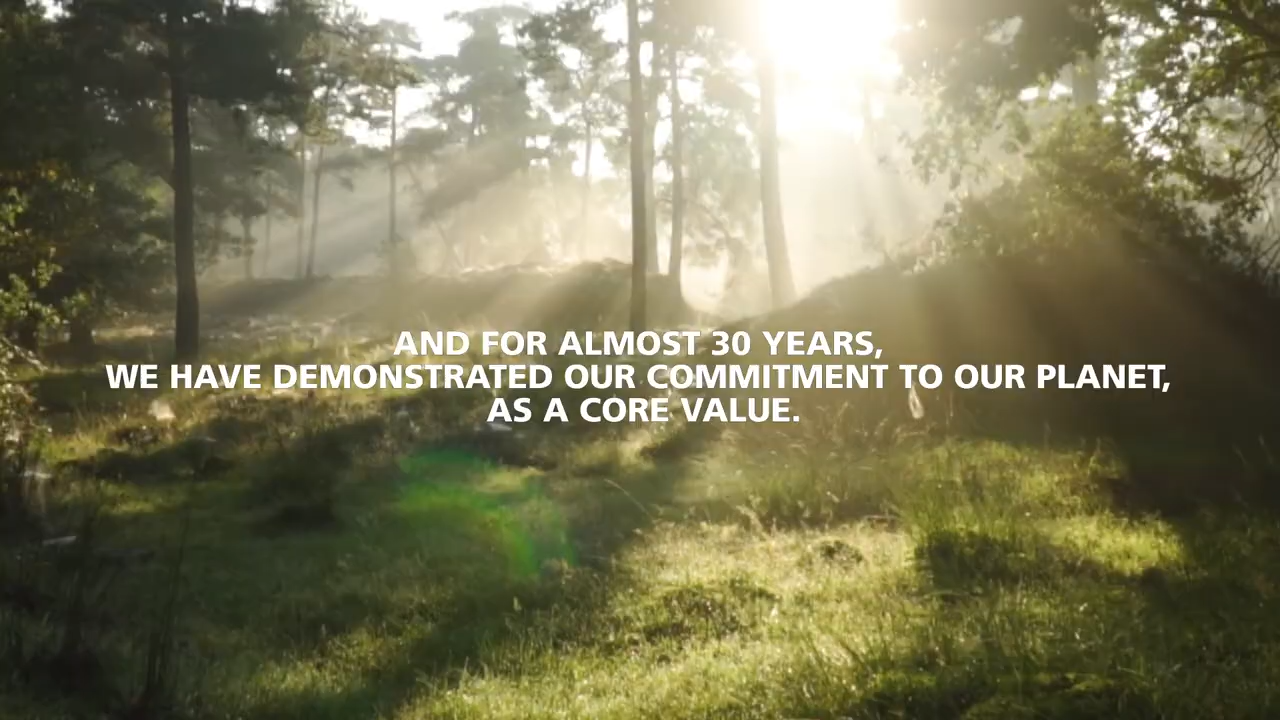 AND FOR ALMOST 30 YEARS,
WE HAVE DEMONSTRATED OUR COMMITMENT TO OUR PLANET,
AS A CORE VALUE.